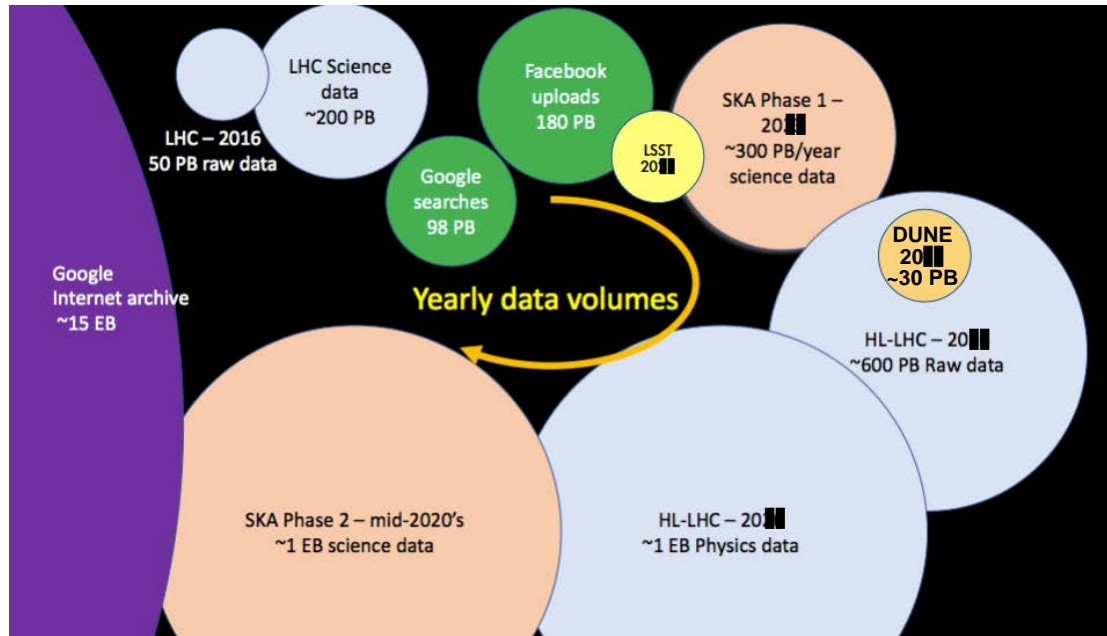 LHC Science
data
~200 PB
LHC – 2016
50 PB raw data
Facebook
uploads
180 PB
Google
searches
98 PB
LSST
SKA Phase 1 –
~300 PB/year
science data
DUNE
~30 PB
HL-LHC –
~600 PB Raw data
Google
Internet archive
~15 EB
Yearly data volumes
SKA Phase 2 – mid-2020's
~1 EB science data
HL-LHC –
~1 EB Physics data